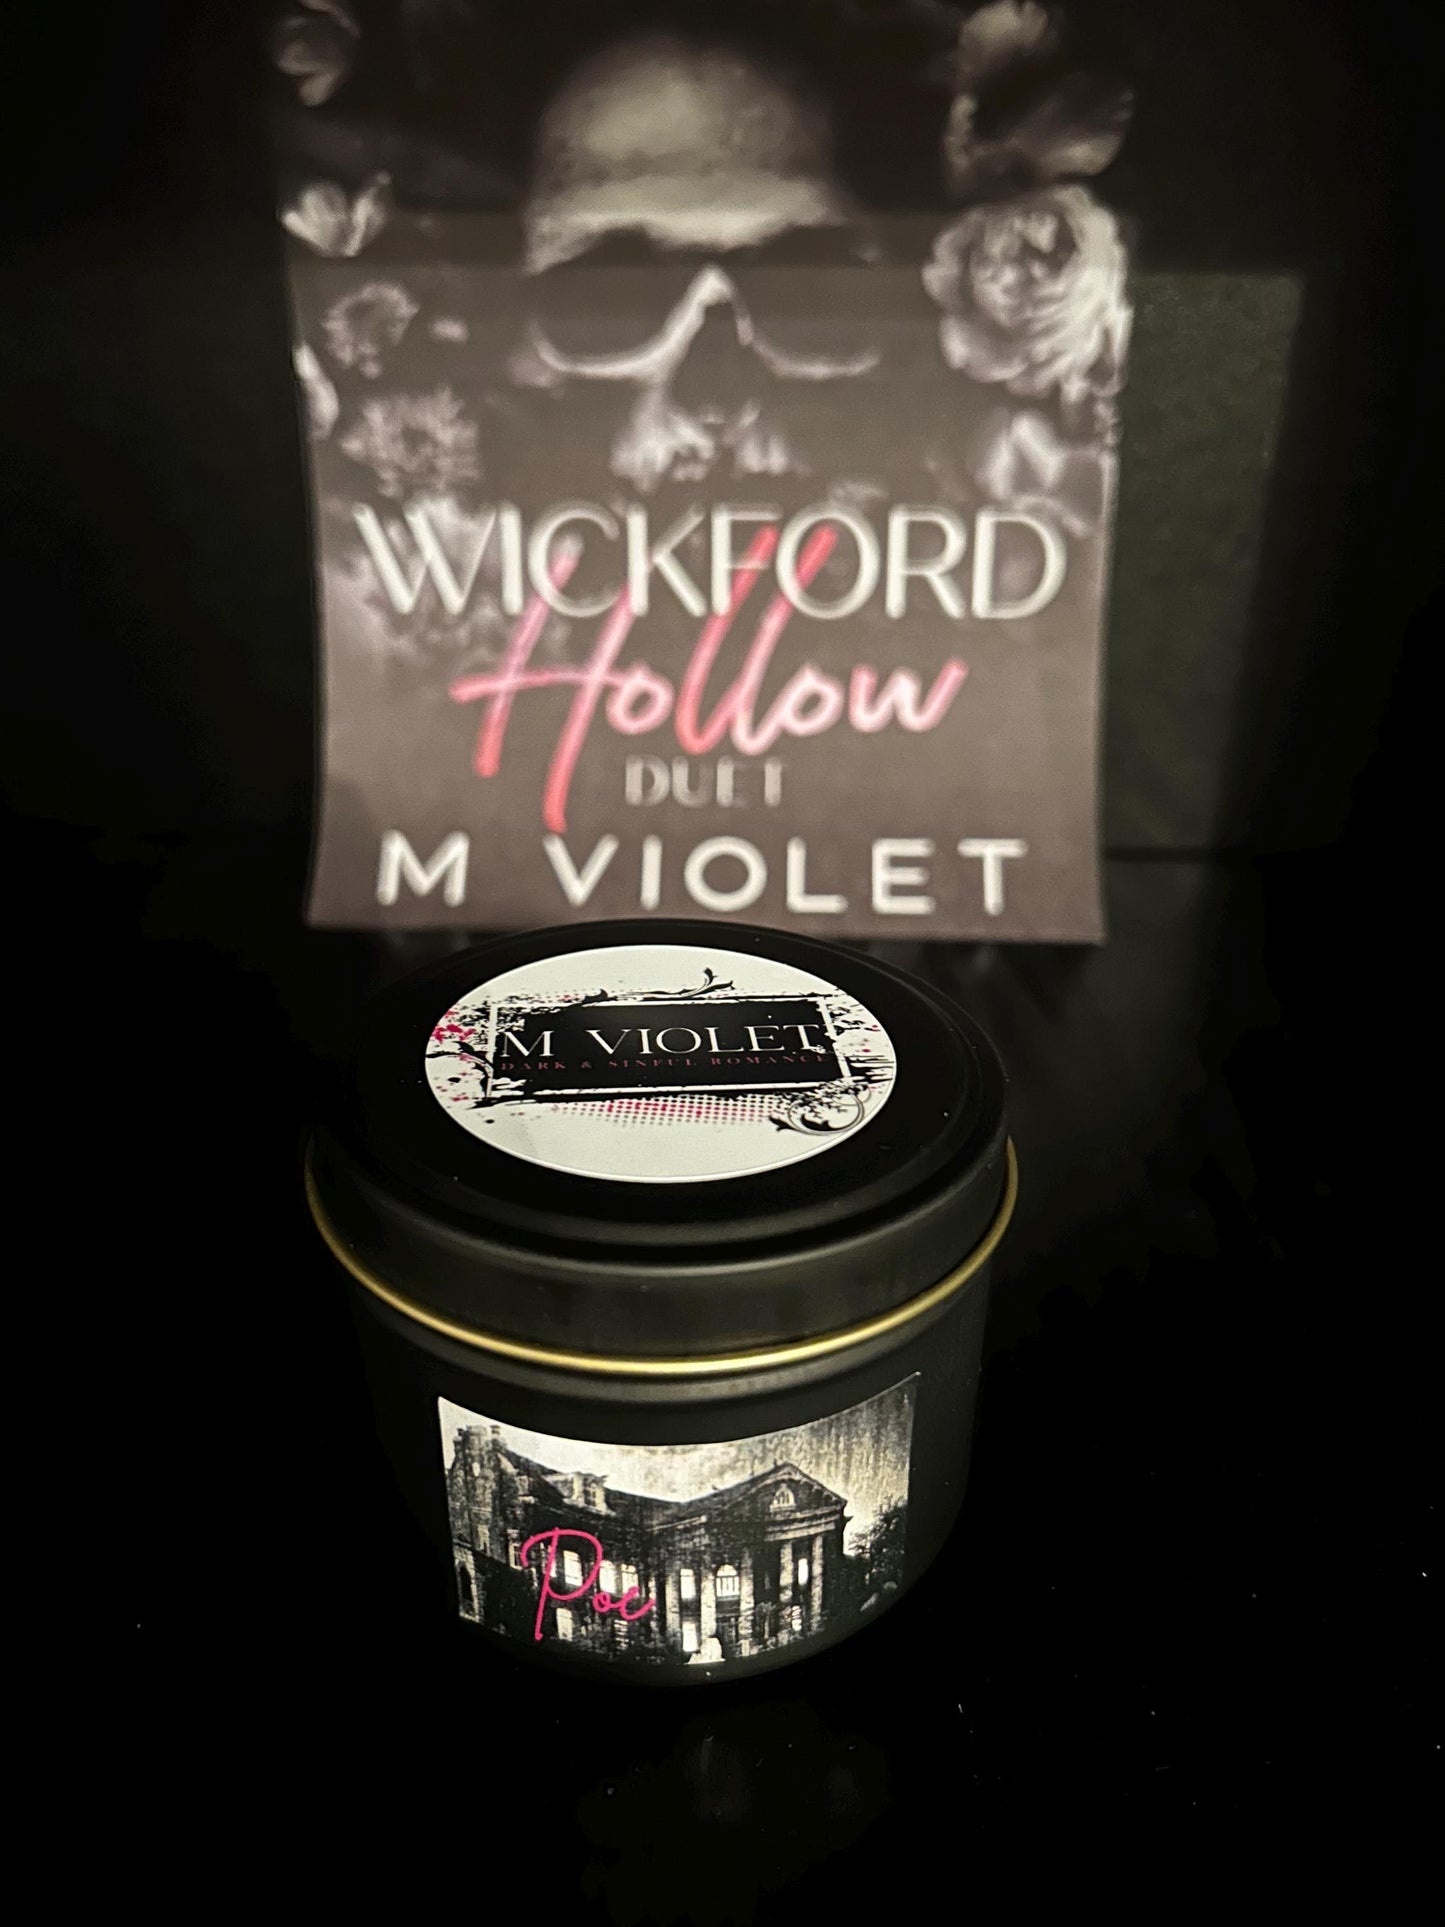 WICKFORD
Hollow
DUET
M VIOLET
M VIOLET
DARK & SINFUL ROMANCE
Poe